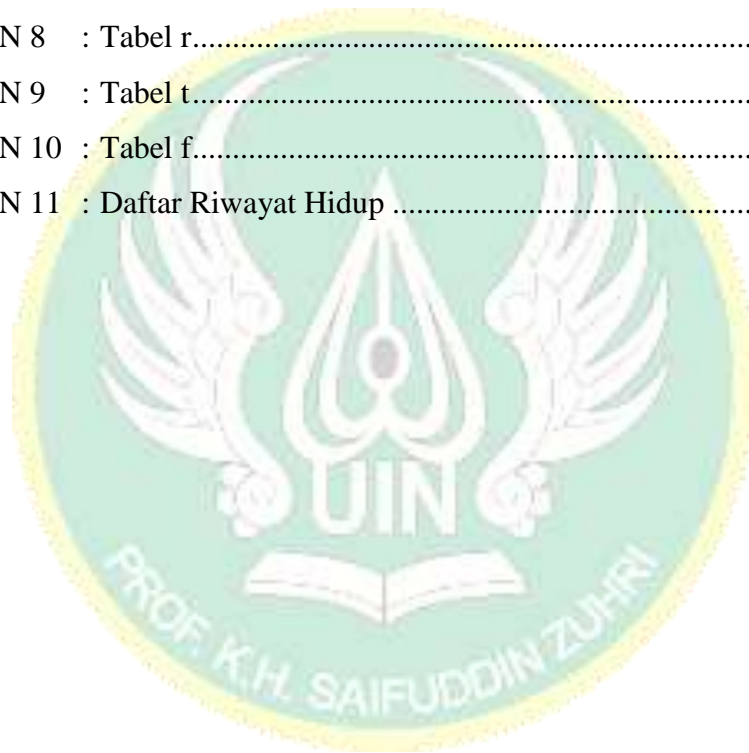 N 8 : Tabel r..........................................................................
N 9 : Tabel t..........................................................................
N 10 : Tabel f..........................................................................
N 11 : Daftar Riwayat Hidup ...............................................
UIN
PROF. K.H. SAIFUDDIN ZUHRI